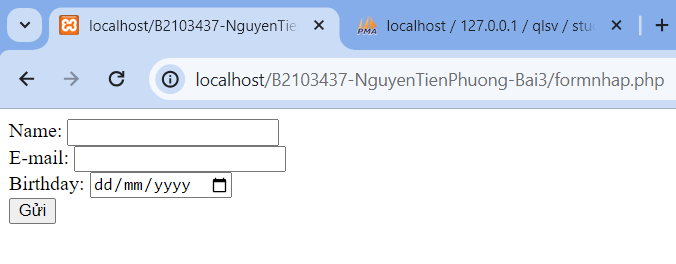 localhost/B2103437-NguyenTie
PMA
localhost / 127.0.0.1 / qlsv / stu
localhost/B2103437-NguyenTienPhuong-Bai3/formnhap.php
Name:
E-mail:
Birthday: dd/mm/yyyy
Gửi